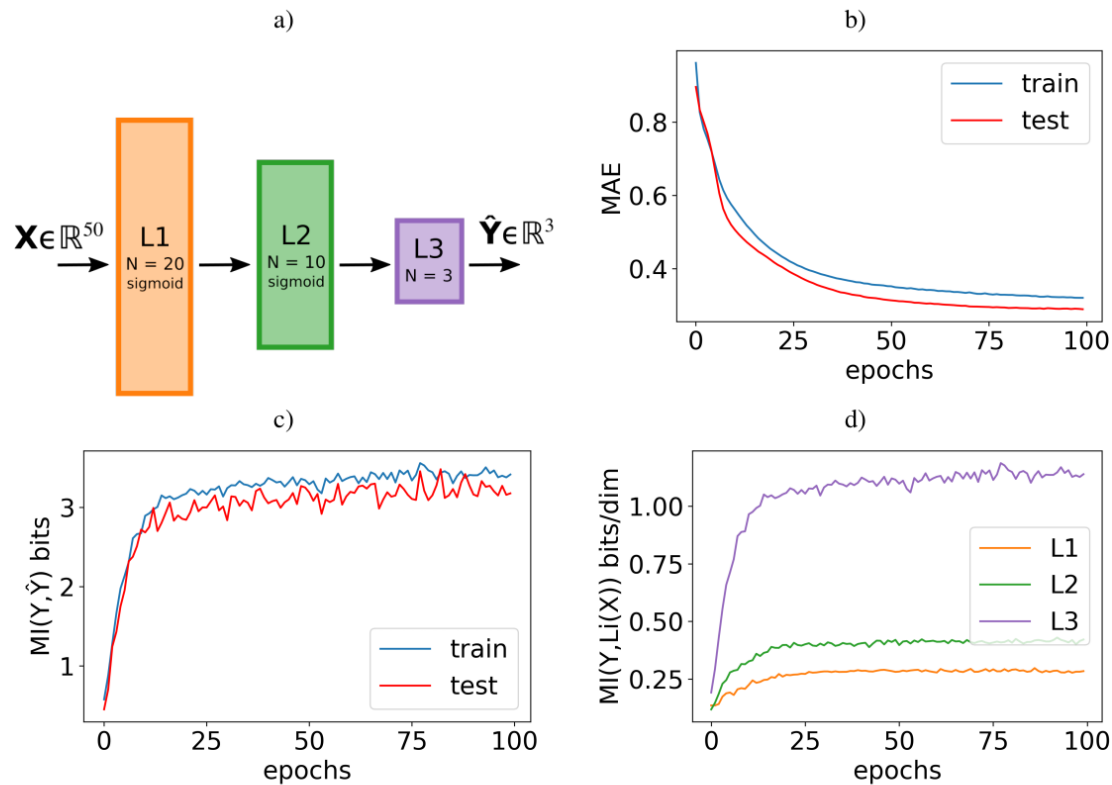 a)
X∈ℝ⁵⁰
L1
N = 20
sigmoid
L2
N = 10
sigmoid
L3
N = 3
Ŷ∈ℝ³
b)
MAE
0.8
0.6
0.4
train
test
0
25
50
75
100
epochs
c)
MI(Y,Ŷ) bits
3
2
1
train
test
0
25
50
75
100
epochs
d)
MI(Y,Li(X)) bits/dim
1.00
0.75
0.50
0.25
L1
L2
L3
0
25
50
75
100
epochs